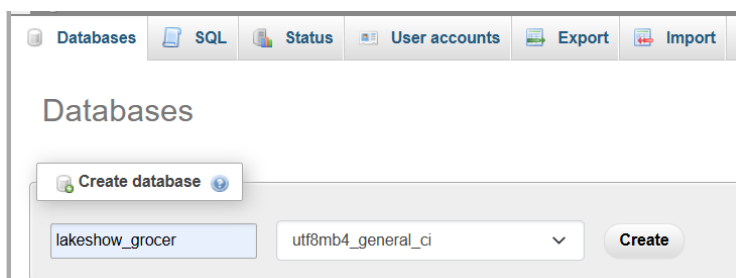 Databases SQL Status User accounts Export Import
Databases
Create database
lakeshow_grocer utf8mb4_general_ci Create